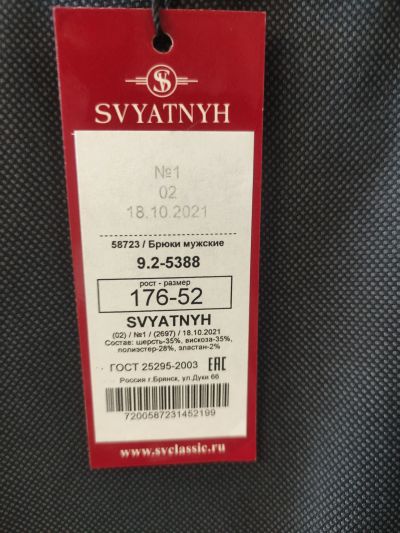 SVYATNYH
№1
02
18.10.2021
58723 / Брюки мужские
9.2-5388
рост - размер
176-52
SVYATNYH
(02) / №1 / (2697) / 18.10.2021
Состав: шерсть-35%, вискоза-35%,
полиэстер-28%, эластан-2%
ГОСТ 25295-2003 EAC
Россия г.Брянск, ул.Дуки 66
7200587231452199
www.svclassic.ru